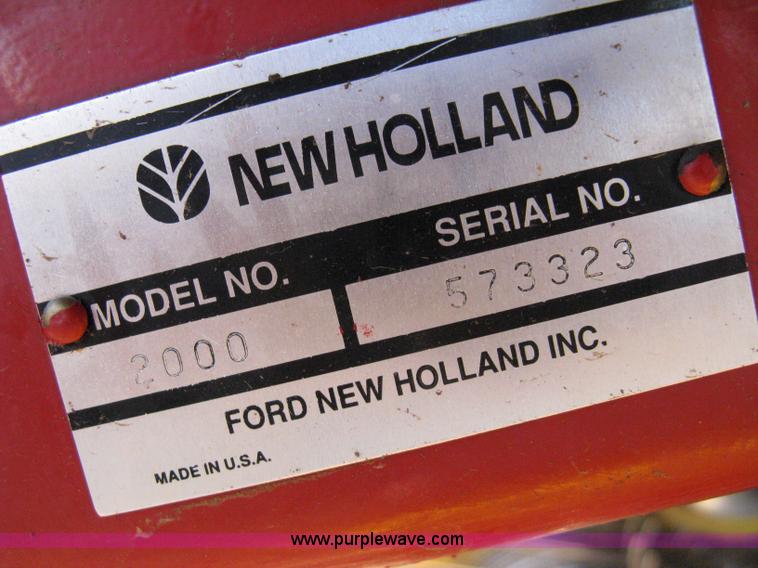 NEW HOLLAND
MODEL NO. SERIAL NO.
2000 573323
FORD NEW HOLLAND INC.
MADE IN U.S.A.
www.purplewave.com